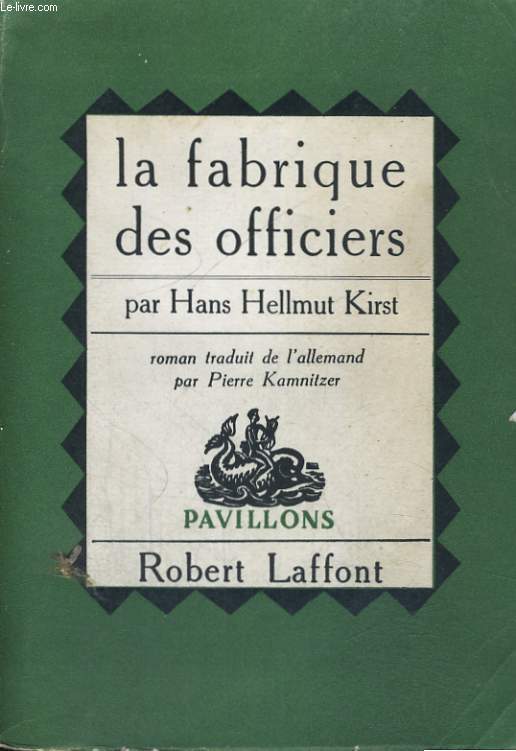 Le-livre.com
la fabrique
des officiers
par Hans Hellmut Kirst
roman traduit de l'allemand
par Pierre Kamnitzer
PAVILLONS
Robert Laffont